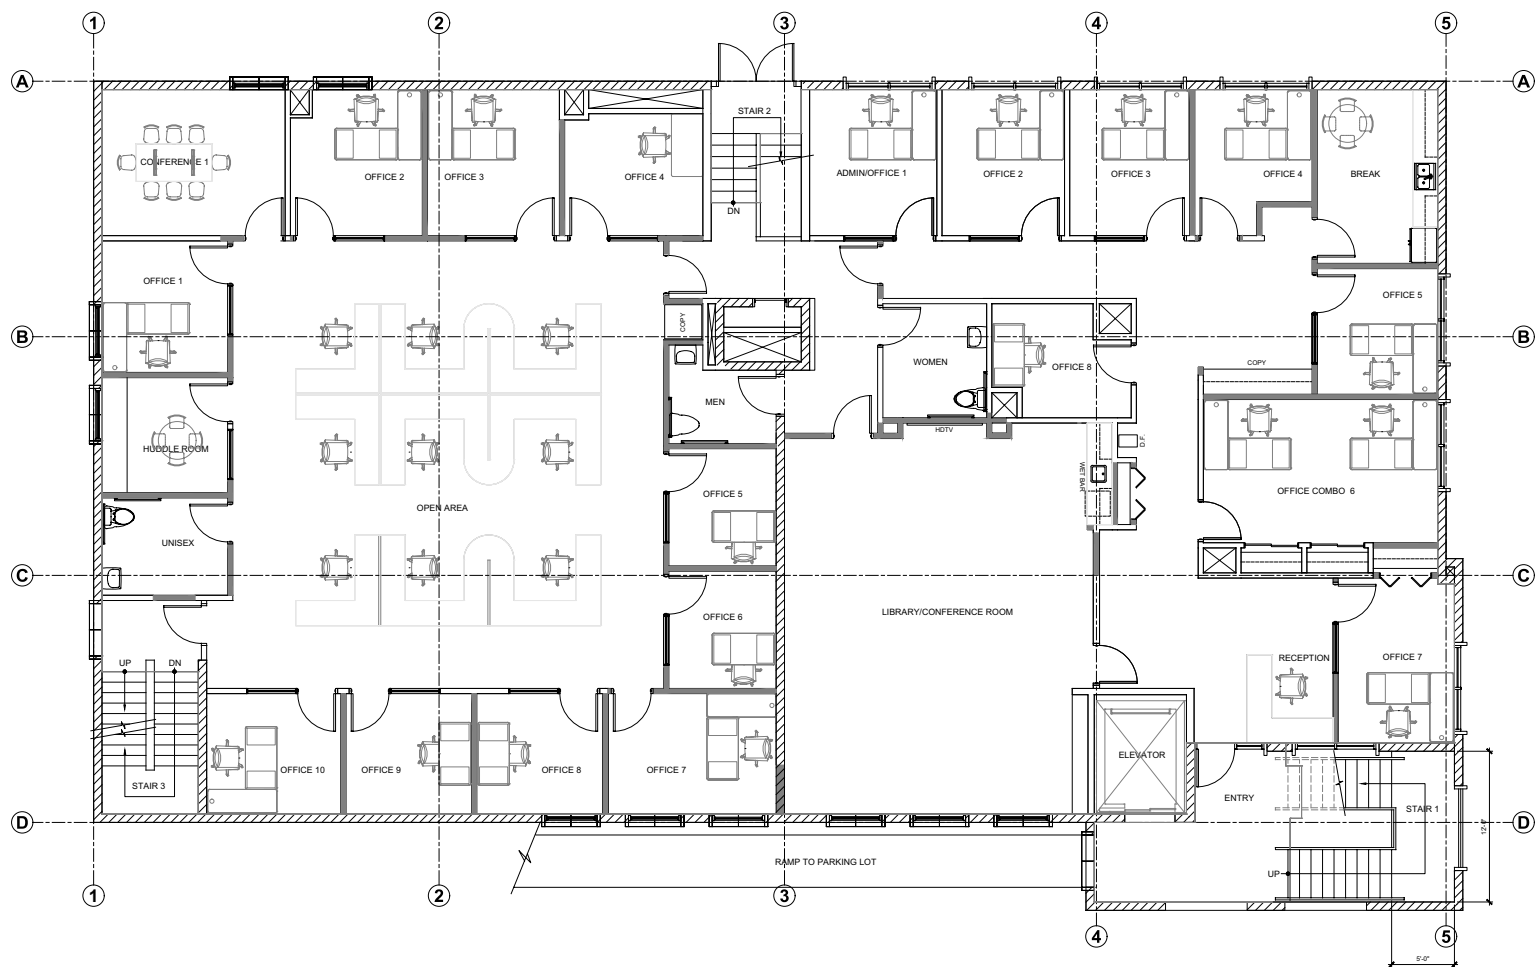 1 2 3 4 5
A A
STAIR 2
CONFERENCE 1
OFFICE 2 OFFICE 3 OFFICE 4
ADMIN/OFFICE 1 OFFICE 2 OFFICE 3 OFFICE 4 BREAK
DN
OFFICE 1
OFFICE 5
COPY
B B
WOMEN
OFFICE 8
COPY
MEN
HDTV
D.F.
HUDDLE ROOM
WET BAR
OFFICE 5
OFFICE COMBO 6
OPEN AREA
UNISEX
C C
LIBRARY/CONFERENCE ROOM
OFFICE 6
UP DN
RECEPTION
OFFICE 7
ELEVATOR
OFFICE 10 OFFICE 9 OFFICE 8 OFFICE 7
STAIR 3
ENTRY
STAIR 1
D D
12'-6"
RAMP TO PARKING LOT
UP
1 2 3
4 5
5'-0"